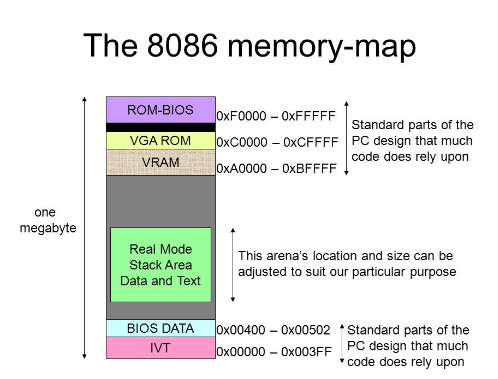 The 8086 memory-map
ROM-BIOS
0xF0000 – 0xFFFFF
Standard parts of the
PC design that much
code does rely upon
VGA ROM
0xC0000 – 0xCFFFF
VRAM
0xA0000 – 0xBFFFF
one
megabyte
Real Mode
Stack Area
Data and Text
This arena's location and size can be
adjusted to suit our particular purpose
BIOS DATA
0x00400 – 0x00502
IVT
0x00000 – 0x003FF
Standard parts of the
PC design that much
code does rely upon